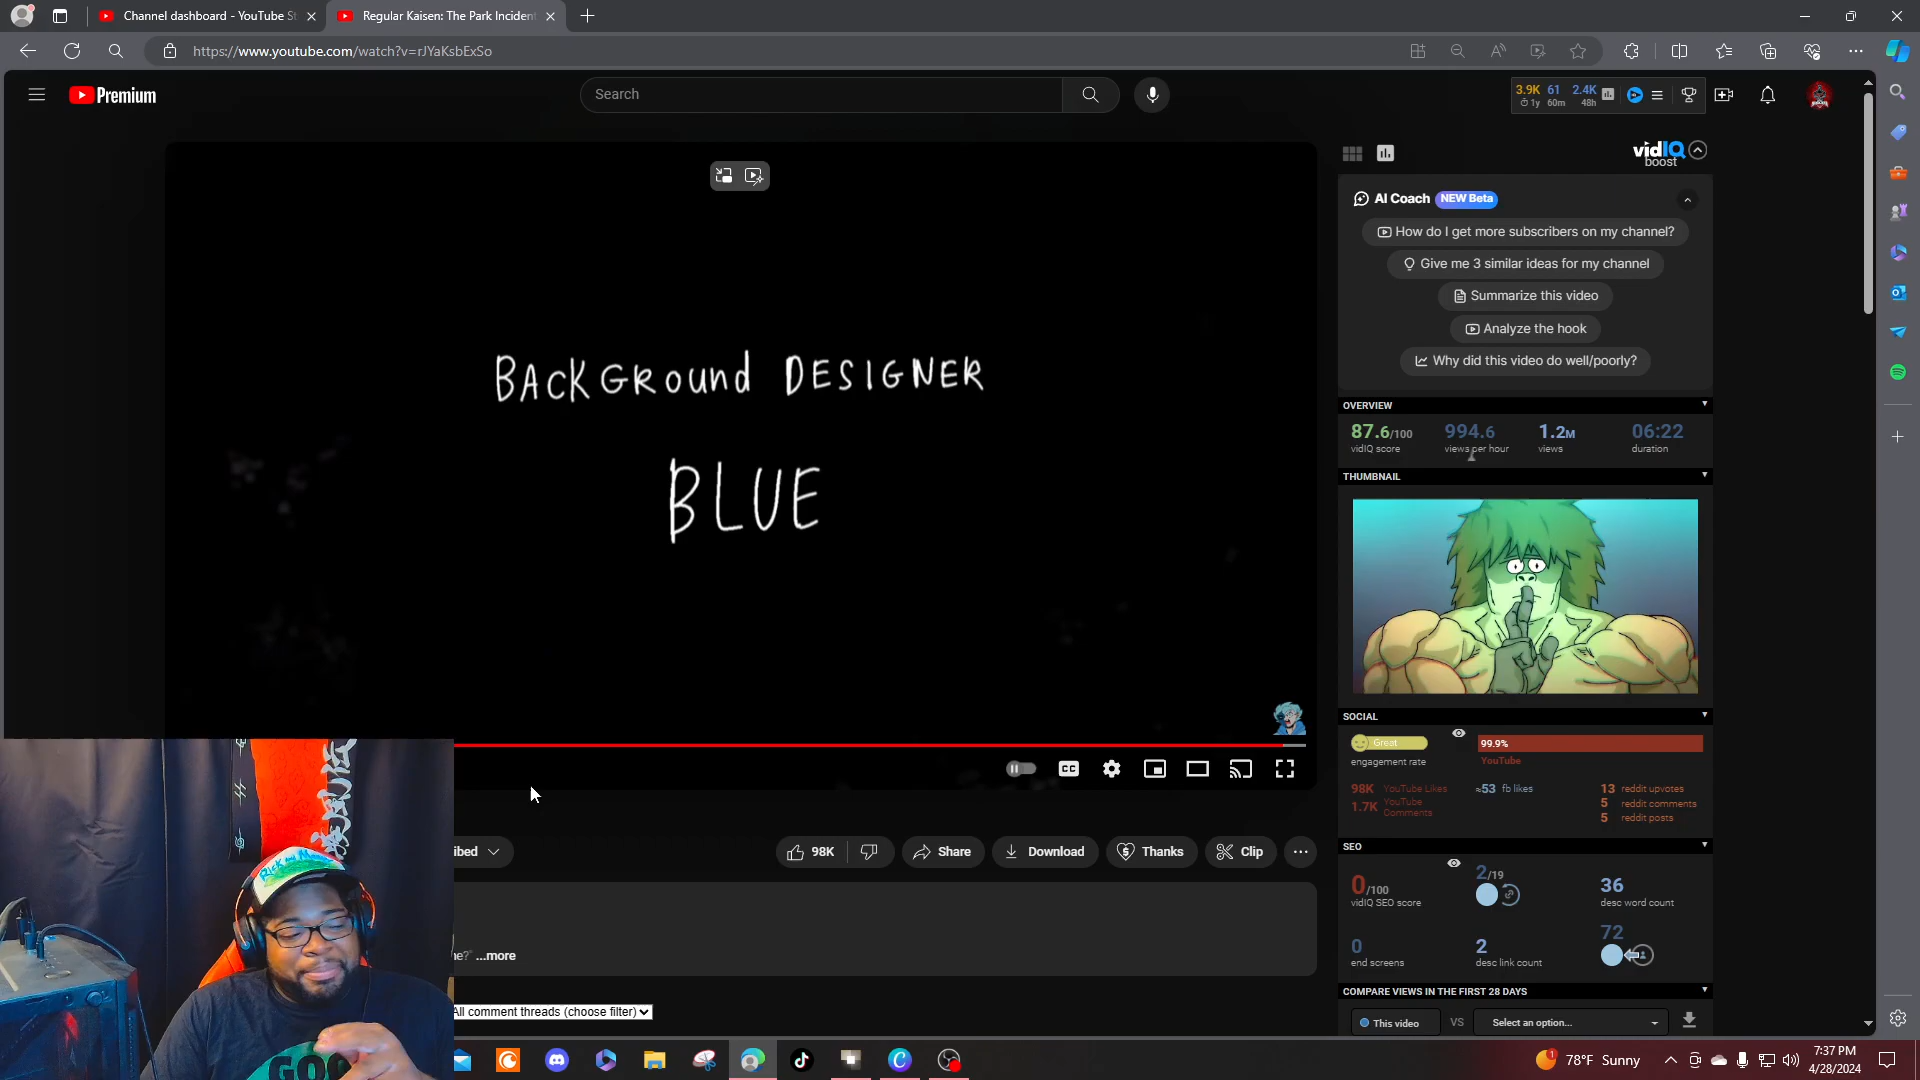 Channel dashboard - YouTube St
Regular Kaisen: The Park Incident
https://www.youtube.com/watch?v=rJYaKsbExSo
Premium
Search
3.9K 61 2.4K
1y 60m 48h
BACKGROUND DESIGNER
BLUE
vidIQ
boost
AI Coach NEW Beta
How do I get more subscribers on my channel?
Give me 3 similar ideas for my channel
Summarize this video
Analyze the hook
Why did this video do well/poorly?
OVERVIEW
87.6/100 994.6 1.2M 06:22
vidIQ score views per hour views duration
THUMBNAIL
SOCIAL
Great 99.9%
engagement rate YouTube
98K YouTube Likes ≈53 fb likes 13 reddit upvotes
1.7K YouTube Comments 5 reddit comments
5 reddit posts
CC
ibed 98K Share Download Thanks Clip
SEO
0/100 2/19 36
vidIQ SEO score desc word count
72
0 2
end screens desc link count
he?" ...more
COMPARE VIEWS IN THE FIRST 28 DAYS
All comment threads (choose filter)
This video VS Select an option...
RICK AND M
GOO
78°F Sunny
7:37 PM
4/28/2024